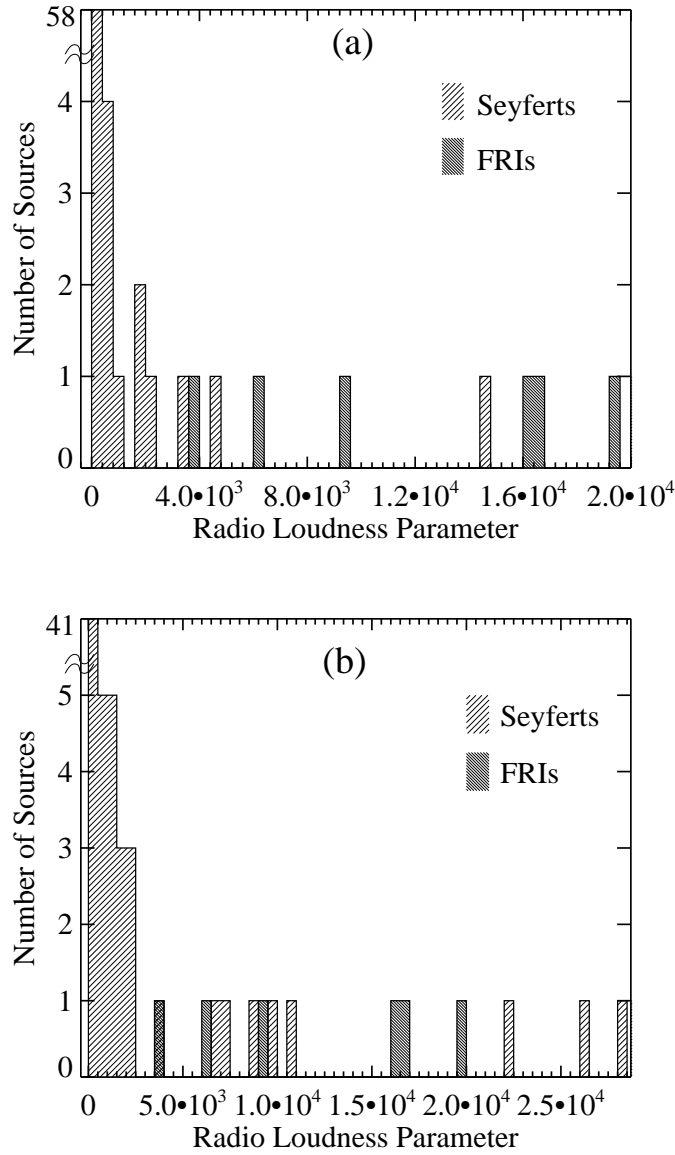 58
(a)
4
Seyferts
FRIs
3
Number of Sources
2
1
0
0 4.0•10³ 8.0•10³ 1.2•10⁴ 1.6•10⁴ 2.0•10⁴
Radio Loudness Parameter
41
(b)
5
Seyferts
FRIs
4
3
Number of Sources
2
1
0
0 5.0•10³ 1.0•10⁴ 1.5•10⁴ 2.0•10⁴ 2.5•10⁴
Radio Loudness Parameter